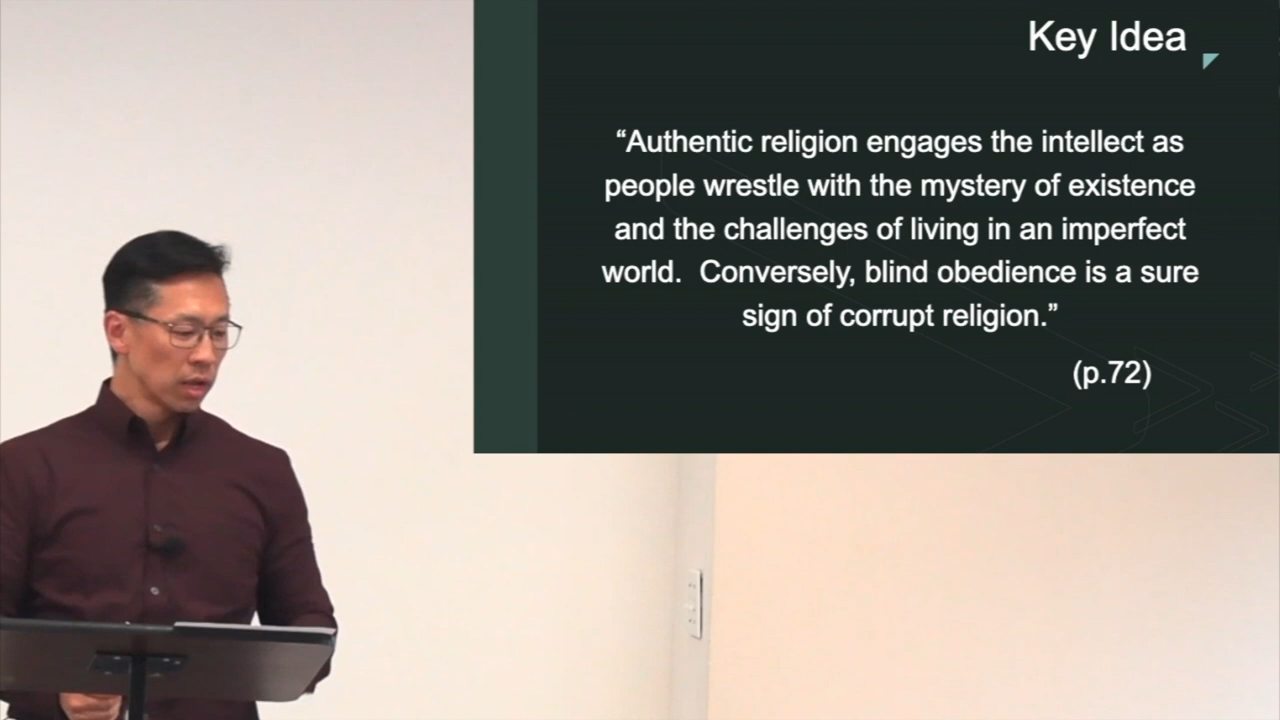 Key Idea
“Authentic religion engages the intellect as
people wrestle with the mystery of existence
and the challenges of living in an imperfect
world.  Conversely, blind obedience is a sure
sign of corrupt religion.”
(p.72)